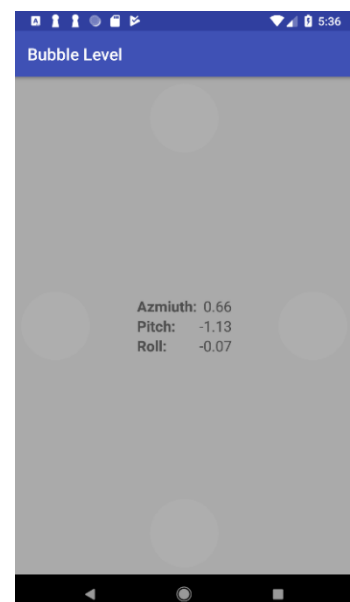 5:36
Bubble Level
Azmiuth: 0.66
Pitch: -1.13
Roll: -0.07